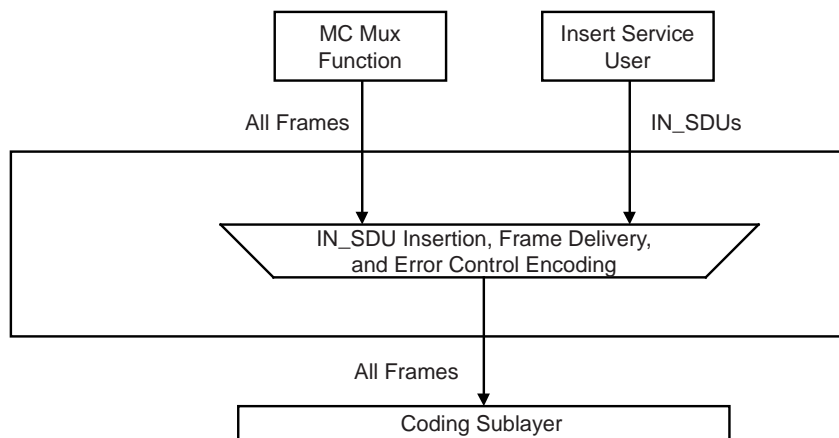 MC Mux
Function
Insert Service
User
All Frames
IN_SDUs
IN_SDU Insertion, Frame Delivery,
and Error Control Encoding
All Frames
Coding Sublayer